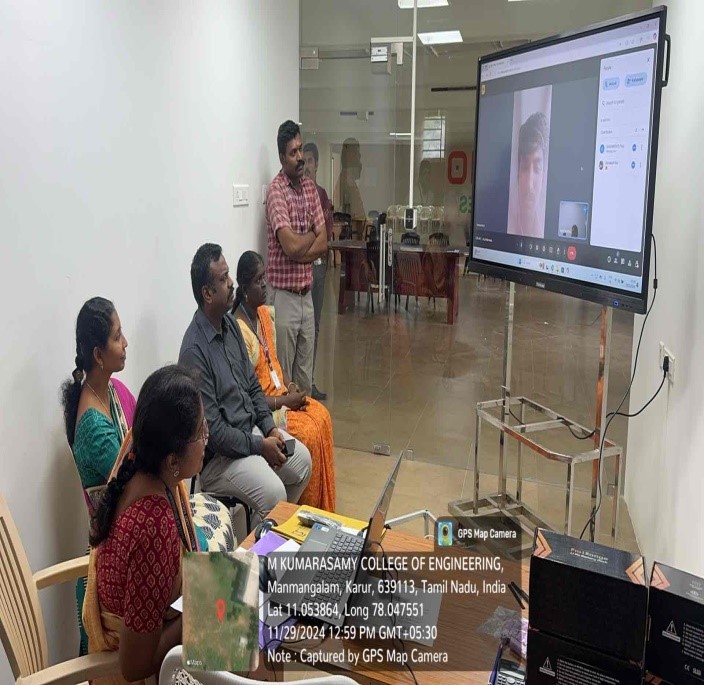 GPS Map Camera
M KUMARASAMY COLLEGE OF ENGINEERING,
Manmangalam, Karur, 639113, Tamil Nadu, India
Lat 11.053864, Long 78.047551
11/29/2024 12:59 PM GMT+05:30
Note : Captured by GPS Map Camera
Maps